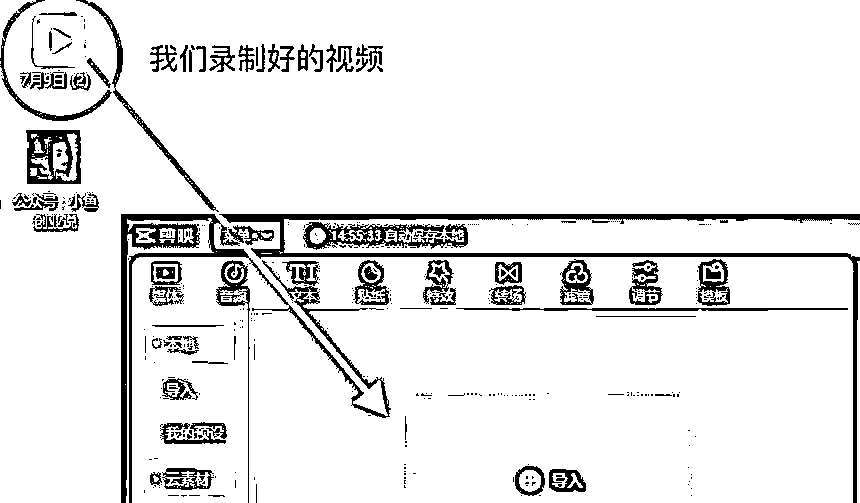 我们录制好的视频
7月9日 (2)
公众号：小鱼
创业说
剪映
菜单
14:55:33 自动保存本地
媒体
音频
文本
贴纸
特效
转场
滤镜
调节
模板
本地
导入
我的预设
云素材
导入